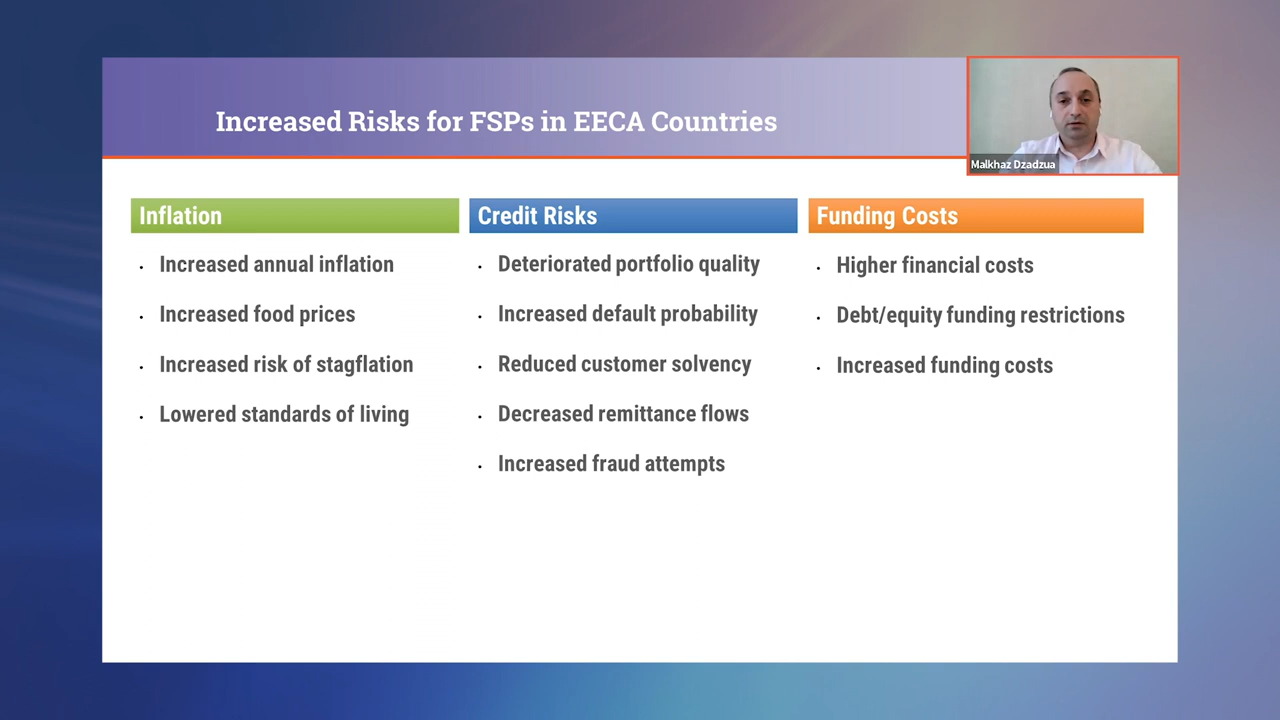 Increased Risks for FSPs in EECA Countries
Malkhaz Dzadzua
Inflation
Increased annual inflation
Increased food prices
Increased risk of stagflation
Lowered standards of living
Credit Risks
Deteriorated portfolio quality
Increased default probability
Reduced customer solvency
Decreased remittance flows
Increased fraud attempts
Funding Costs
Higher financial costs
Debt/equity funding restrictions
Increased funding costs